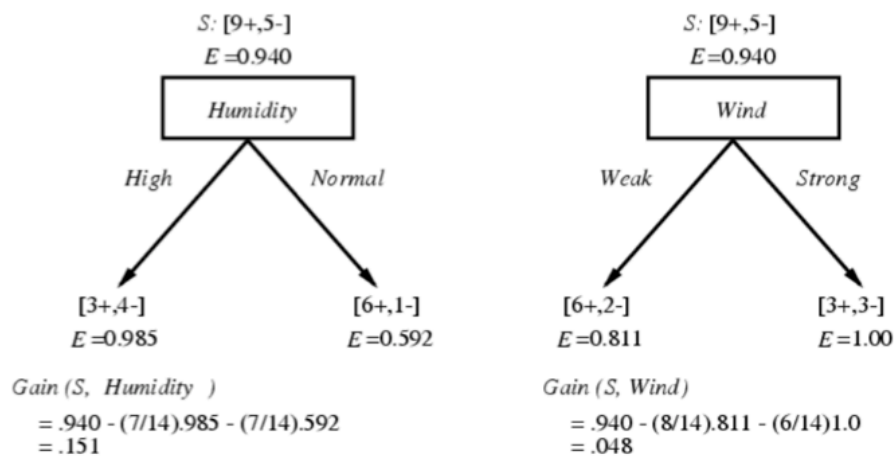 S: [9+,5-]
E =0.940
Humidity
High
Normal
[3+,4-]
E =0.985
[6+,1-]
E =0.592
Gain (S, Humidity )
= .940 - (7/14).985 - (7/14).592
= .151
S: [9+,5-]
E =0.940
Wind
Weak
Strong
[6+,2-]
E =0.811
[3+,3-]
E =1.00
Gain (S, Wind)
= .940 - (8/14).811 - (6/14)1.0
= .048